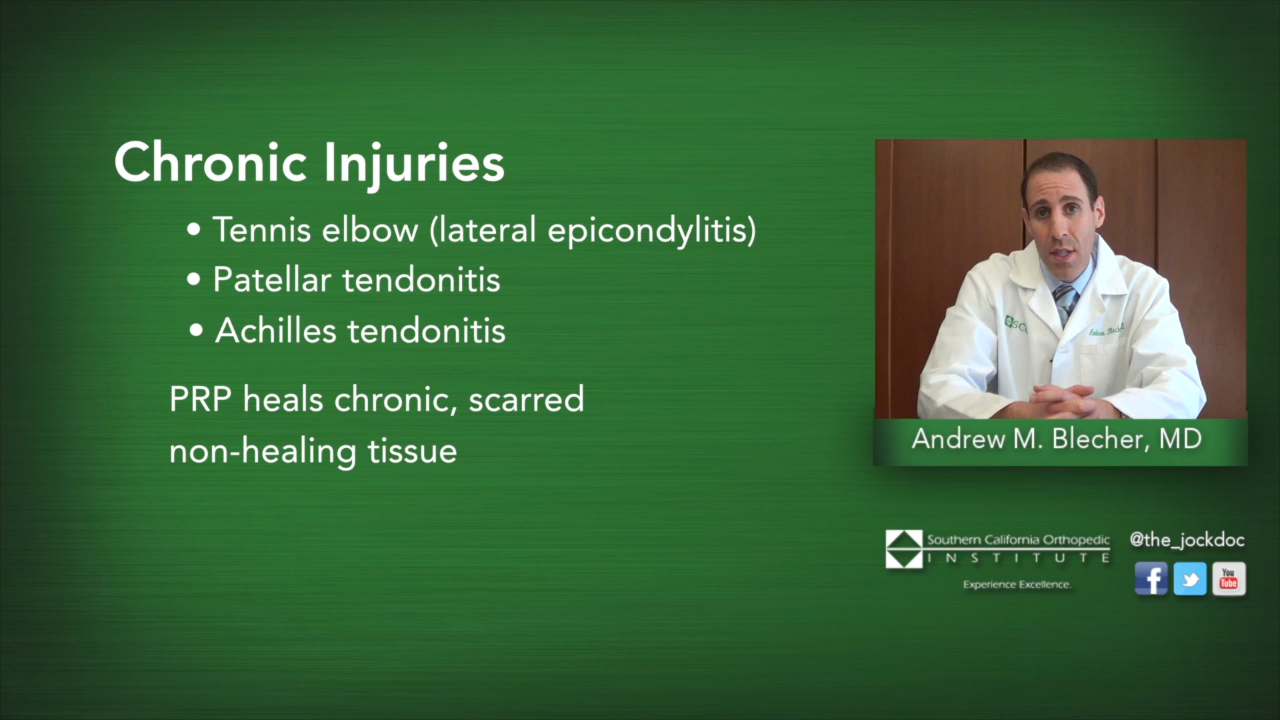 Chronic Injuries
• Tennis elbow (lateral epicondylitis)
• Patellar tendonitis
• Achilles tendonitis
PRP heals chronic, scarred
non-healing tissue
Andrew M. Blecher, MD
Southern California Orthopedic
INSTITUTE
Experience Excellence.
@the_jockdoc
f
You
Tube